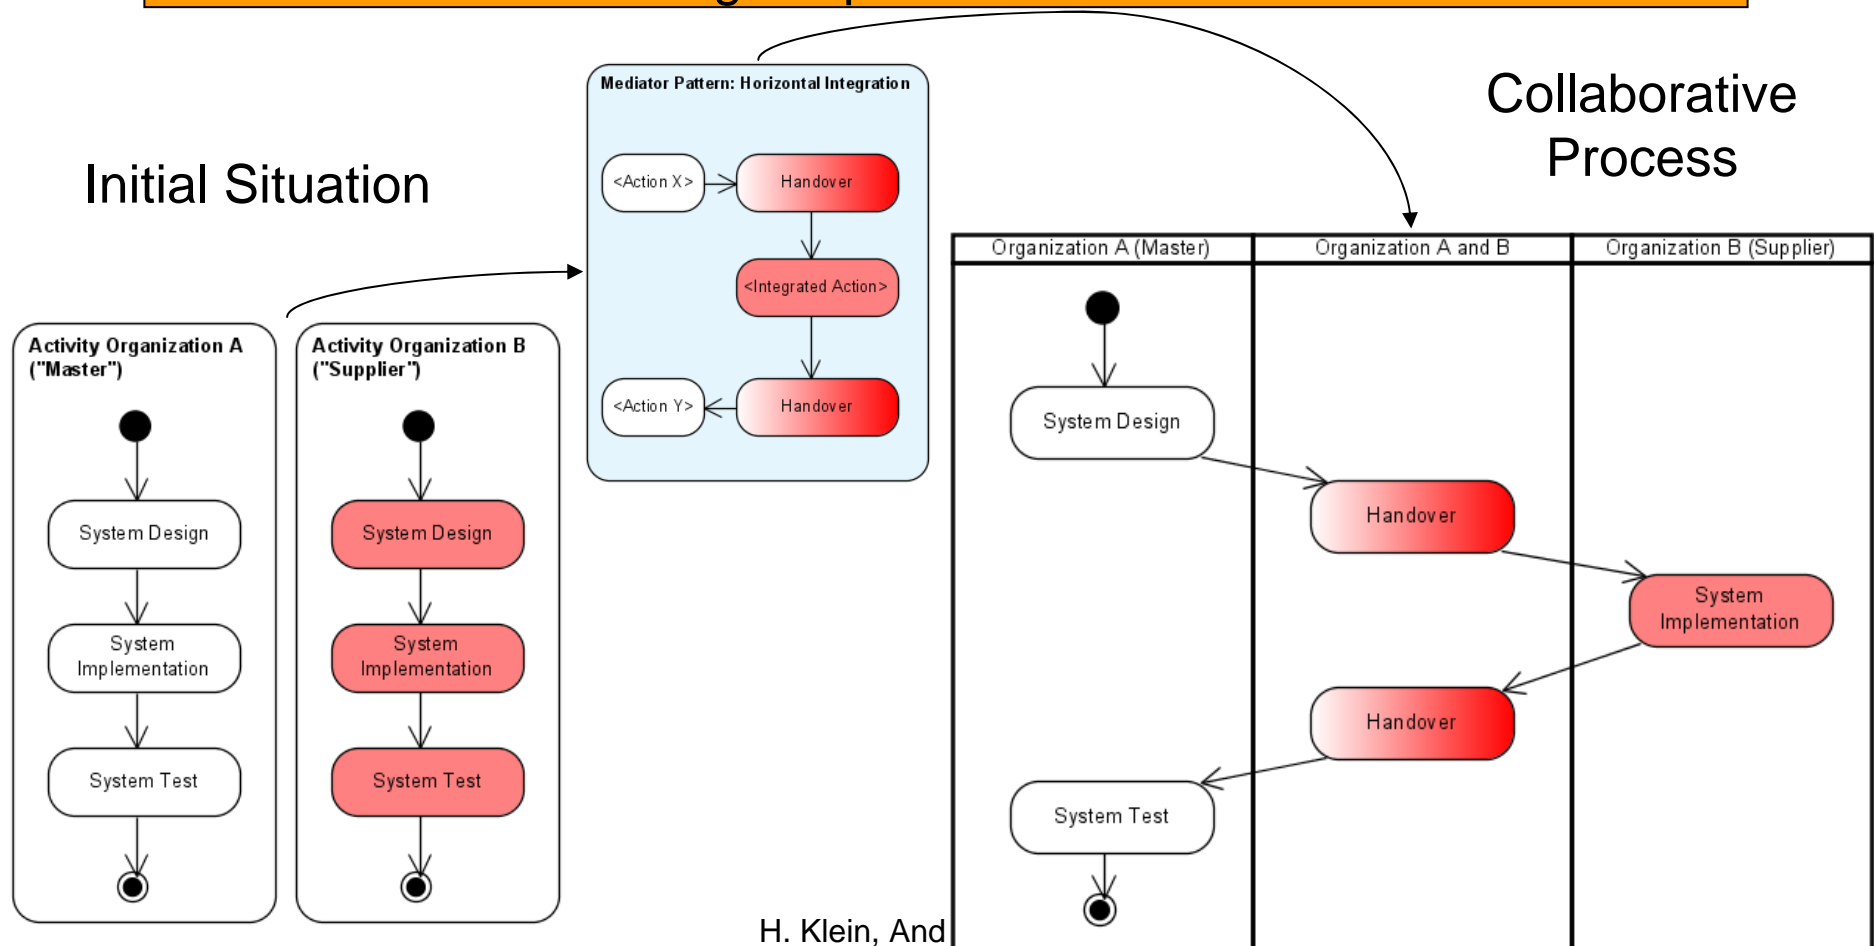 Initial Situation
Mediator Pattern: Horizontal Integration
<Action X>
Handover
<Integrated Action>
<Action Y>
Handover
Collaborative
Process
Activity Organization A
("Master")
System Design
System
Implementation
System Test
Activity Organization B
("Supplier")
System Design
System
Implementation
System Test
Organization A (Master)
Organization A and B
Organization B (Supplier)
System Design
Handover
System
Implementation
Handover
System Test
H. Klein, And